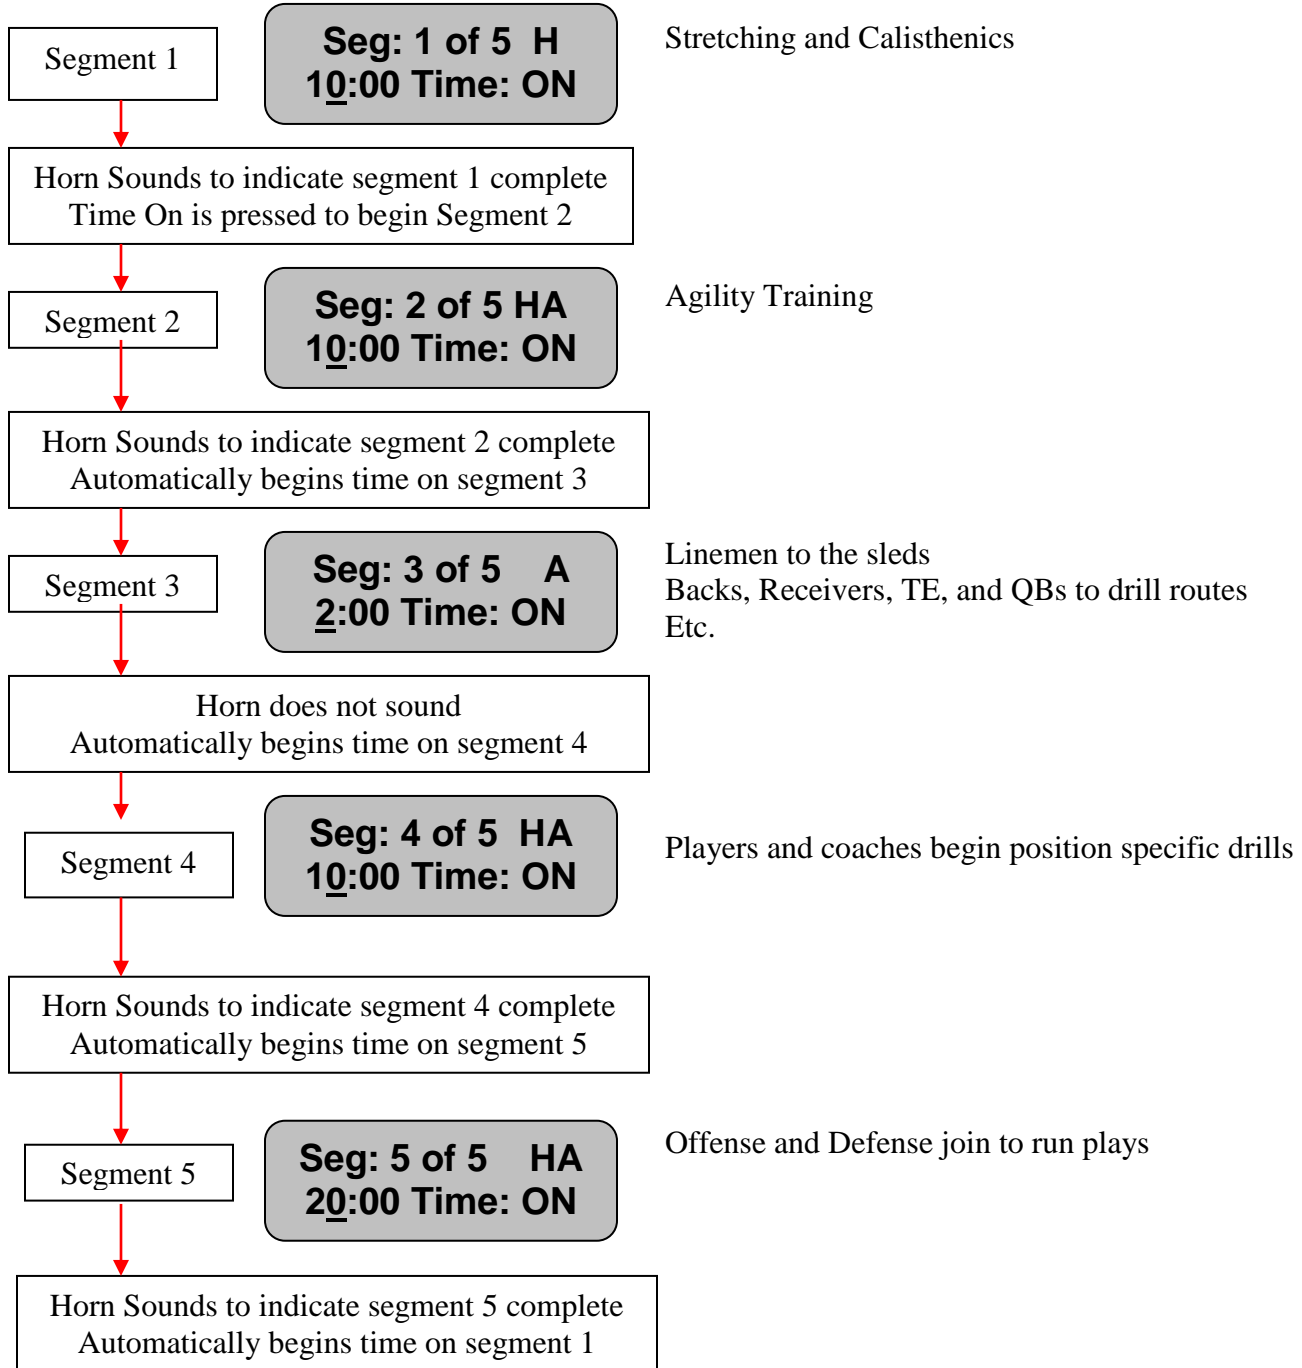 Segment 1
Seg: 1 of 5 H
10:00 Time: ON
Stretching and Calisthenics
Horn Sounds to indicate segment 1 complete
Time On is pressed to begin Segment 2
Segment 2
Seg: 2 of 5 HA
10:00 Time: ON
Agility Training
Horn Sounds to indicate segment 2 complete
Automatically begins time on segment 3
Segment 3
Seg: 3 of 5 A
2:00 Time: ON
Linemen to the sleds
Backs, Receivers, TE, and QBs to drill routes
Etc.
Horn does not sound
Automatically begins time on segment 4
Segment 4
Seg: 4 of 5 HA
10:00 Time: ON
Players and coaches begin position specific drills
Horn Sounds to indicate segment 4 complete
Automatically begins time on segment 5
Segment 5
Seg: 5 of 5 HA
20:00 Time: ON
Offense and Defense join to run plays
Horn Sounds to indicate segment 5 complete
Automatically begins time on segment 1